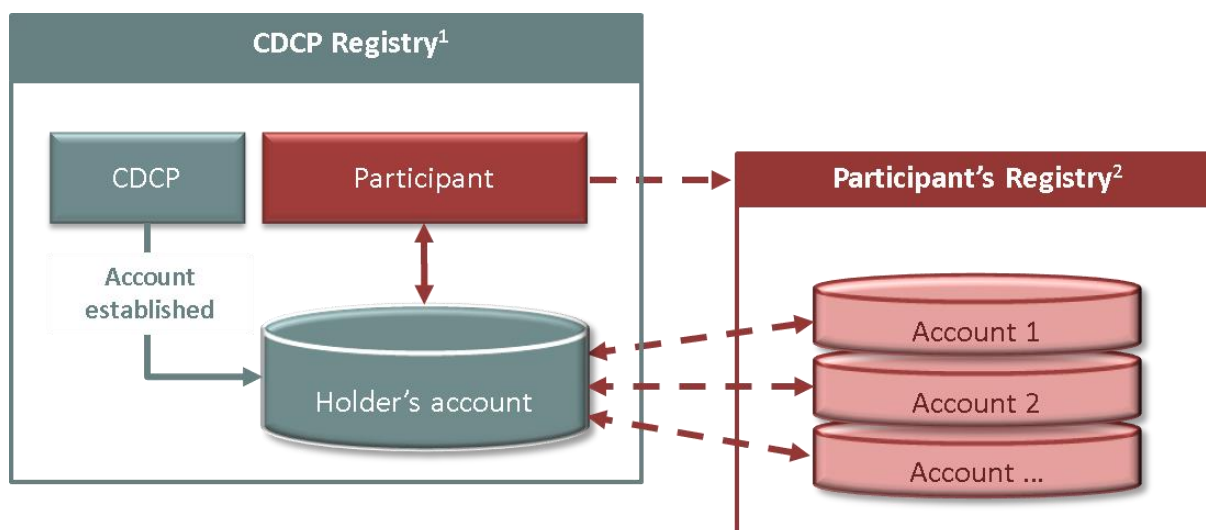 CDCP Registry¹
CDCP
Participant
Participant's Registry²
Account
established
Account 1
Holder's account
Account 2
Account ...